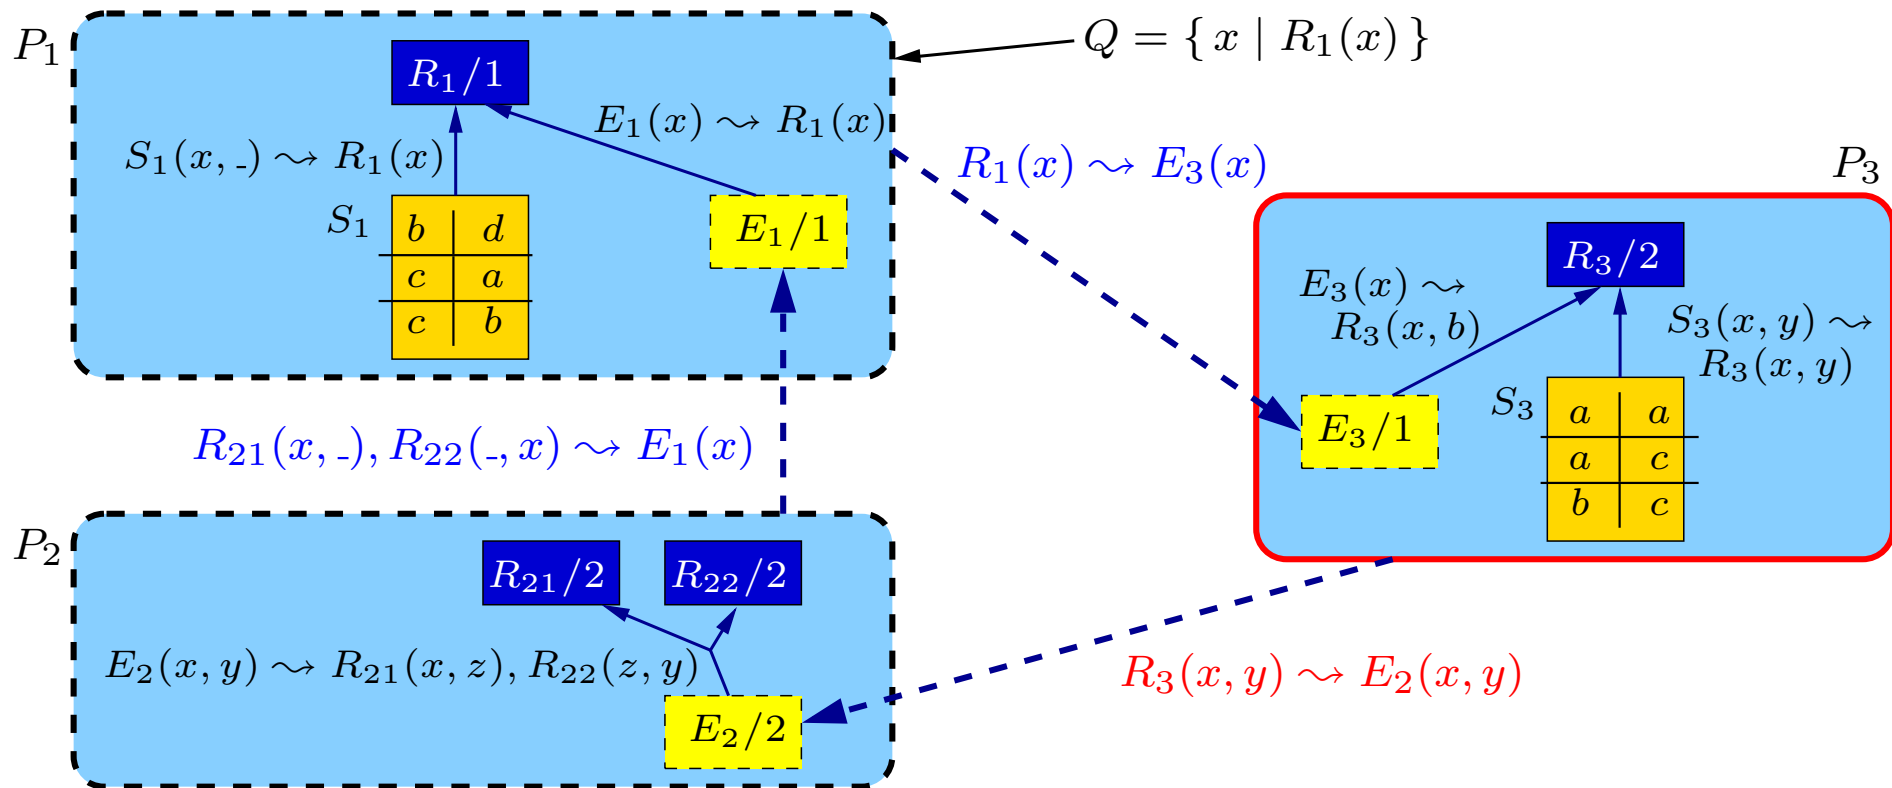 P₁
R₁/1
Q = { x | R₁(x) }
E₁(x) ⤳ R₁(x)
S₁(x, _) ⤳ R₁(x)
S₁
b d
c a
c b
E₁/1
R₁(x) ⤳ E₃(x)
P₃
R₃/2
E₃(x) ⤳
R₃(x, b)
S₃(x, y) ⤳
R₃(x, y)
E₃/1
S₃
a a
a c
b c
R₂₁(x, _), R₂₂(_, x) ⤳ E₁(x)
P₂
R₂₁/2
R₂₂/2
E₂(x, y) ⤳ R₂₁(x, z), R₂₂(z, y)
E₂/2
R₃(x, y) ⤳ E₂(x, y)